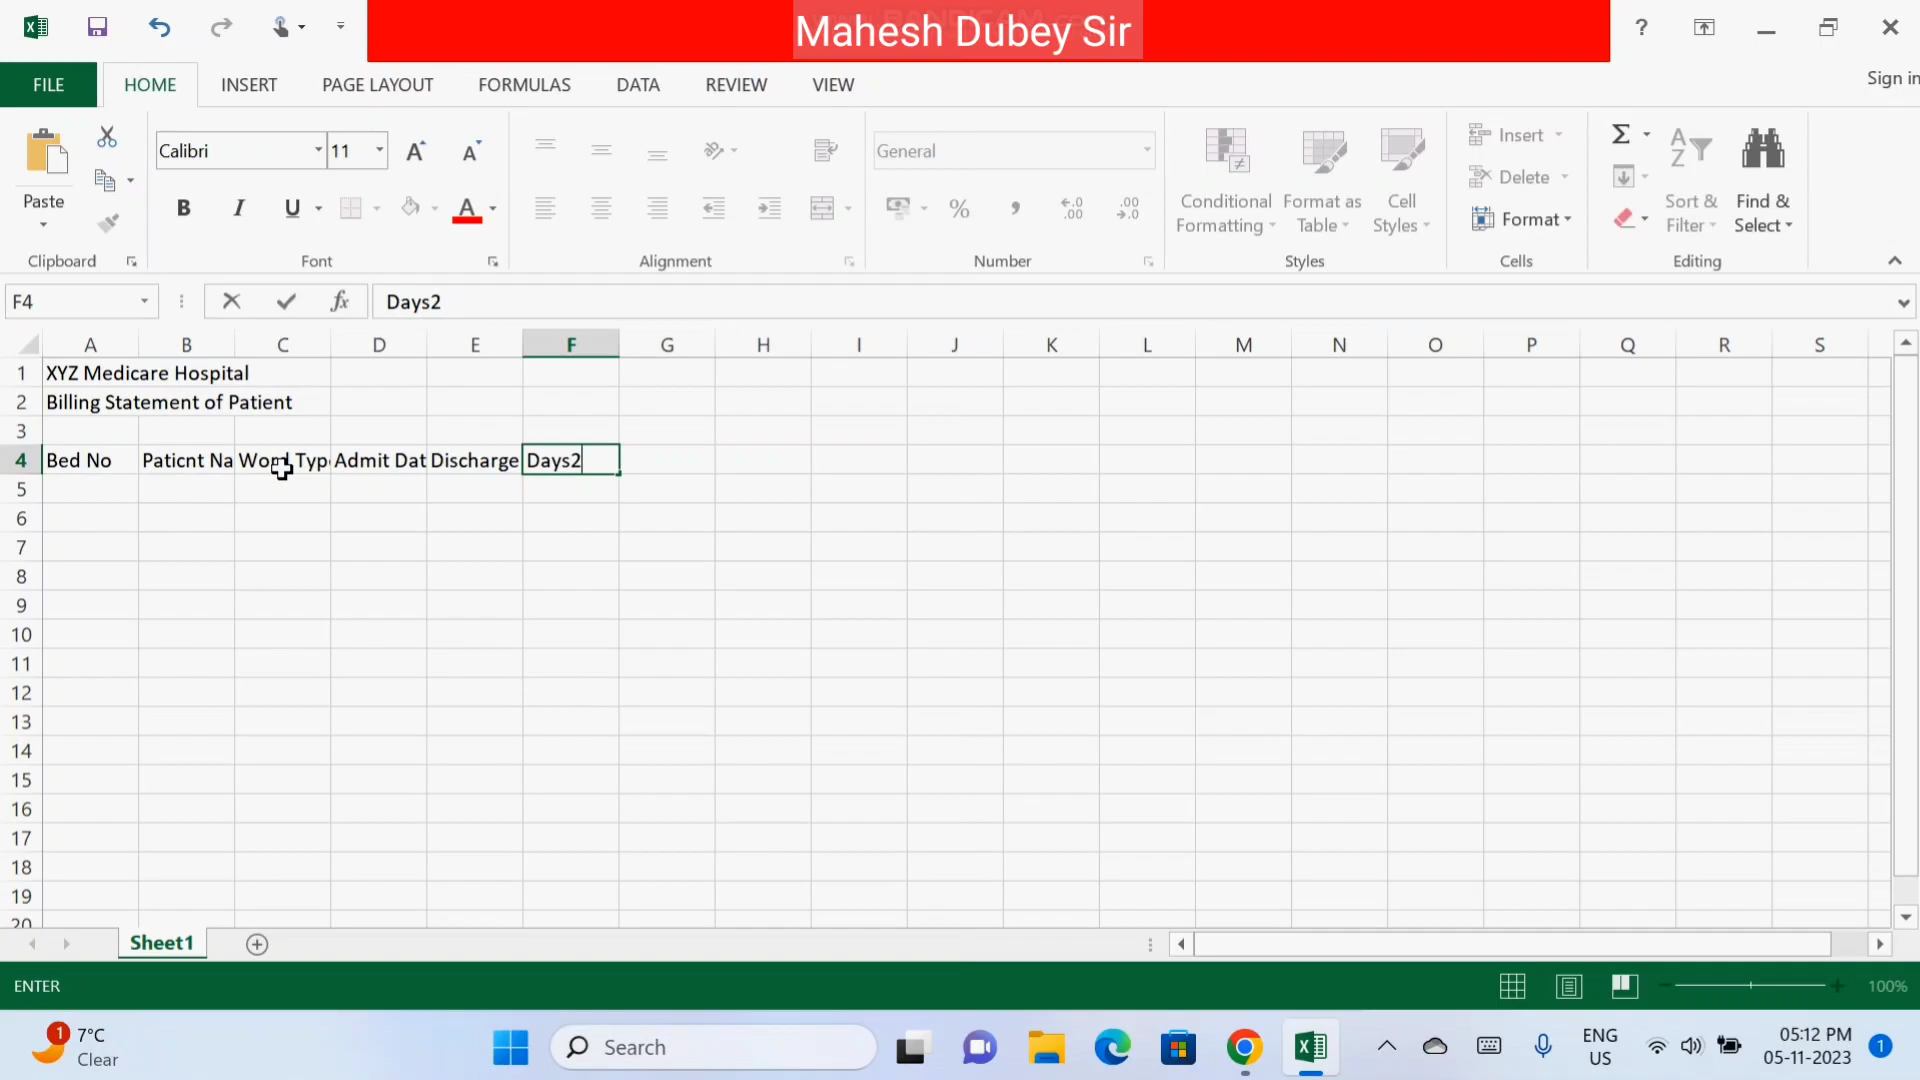 Mahesh Dubey Sir
Sign in
FILE HOME INSERT PAGE LAYOUT FORMULAS DATA REVIEW VIEW
Calibri 11 General
Insert
Delete
Format
Paste
Conditional Formatting
Format as Table
Cell Styles
Sort & Filter
Find & Select
Clipboard Font Alignment Number Styles Cells Editing
F4 Days2
A B C D E F G H I J K L M N O P Q R S
1 XYZ Medicare Hospital
2 Billing Statement of Patient
3
4 Bed No Paticnt Na Word Type Admit Dat Discharge Days2
5
6
7
8
9
10
11
12
13
14
15
16
17
18
19
20
Sheet1
ENTER 100%
1 7°C
Clear
Search
ENG
US
05:12 PM
05-11-2023
1